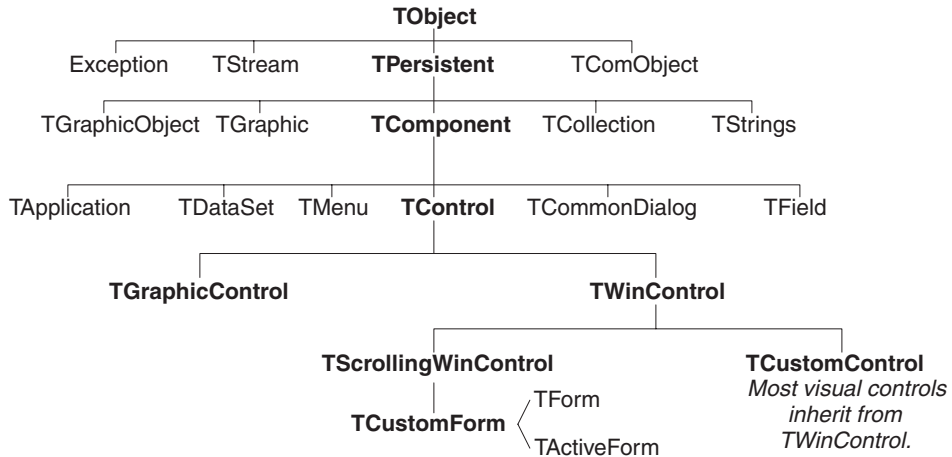 TObject
Exception TStream TPersistent TComObject
TGraphicObject TGraphic TComponent TCollection TStrings
TApplication TDataSet TMenu TControl TCommonDialog TField
TGraphicControl TWinControl
TScrollingWinControl TCustomControl
Most visual controls
inherit from
TWinControl.
TCustomForm
TForm
TActiveForm